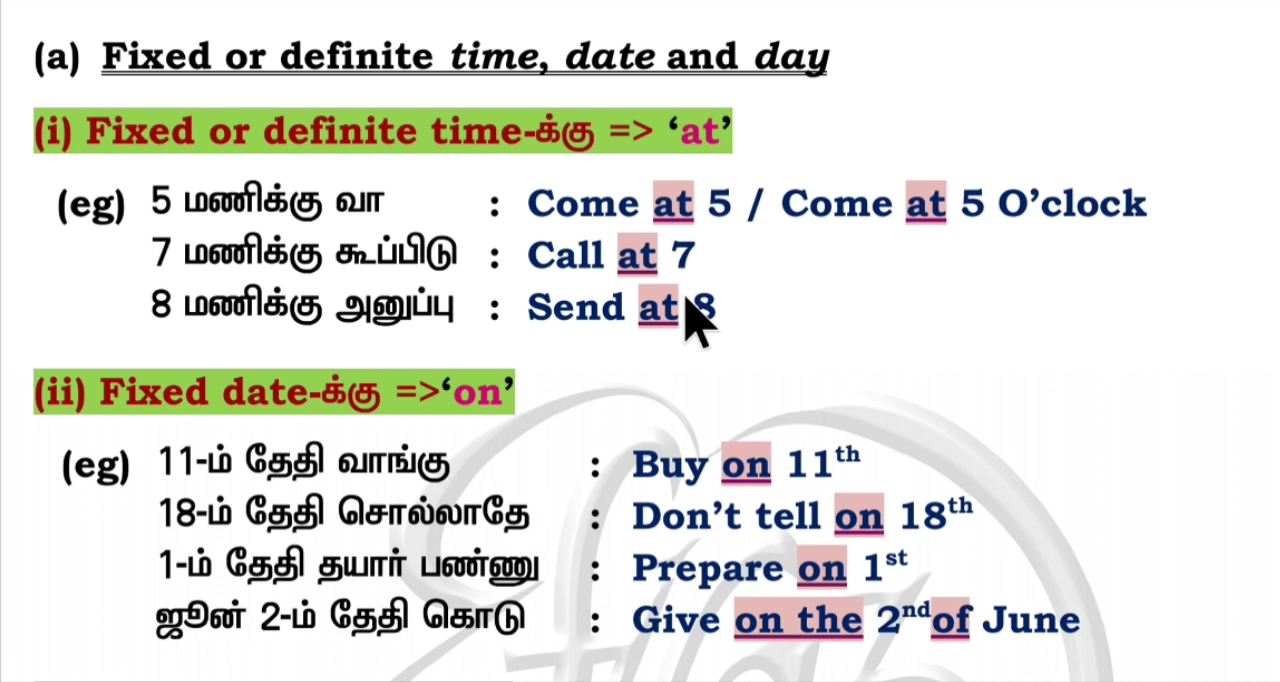 (a) Fixed or definite time, date and day
(i) Fixed or definite time-க்கு => ‘at’
(eg) 5 மணிக்கு வா : Come at 5 / Come at 5 O’clock
7 மணிக்கு கூப்பிடு : Call at 7
8 மணிக்கு அனுப்பு : Send at 8
(ii) Fixed date-க்கு =>‘on’
(eg) 11-ம் தேதி வாங்கு : Buy on 11th
18-ம் தேதி சொல்லாதே : Don’t tell on 18th
1-ம் தேதி தயார் பண்ணு : Prepare on 1st
ஜூன் 2-ம் தேதி கொடு : Give on the 2nd of June